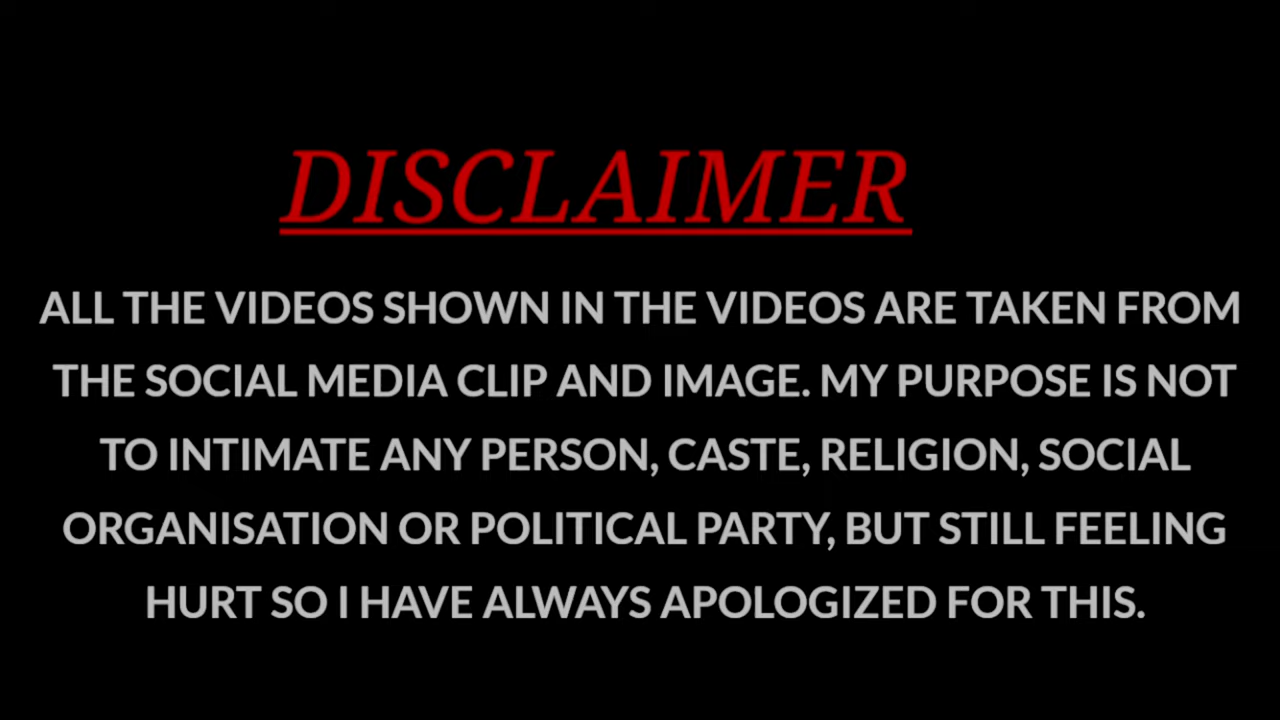 DISCLAIMER
ALL THE VIDEOS SHOWN IN THE VIDEOS ARE TAKEN FROM
THE SOCIAL MEDIA CLIP AND IMAGE. MY PURPOSE IS NOT
TO INTIMATE ANY PERSON, CASTE, RELIGION, SOCIAL
ORGANISATION OR POLITICAL PARTY, BUT STILL FEELING
HURT SO I HAVE ALWAYS APOLOGIZED FOR THIS.